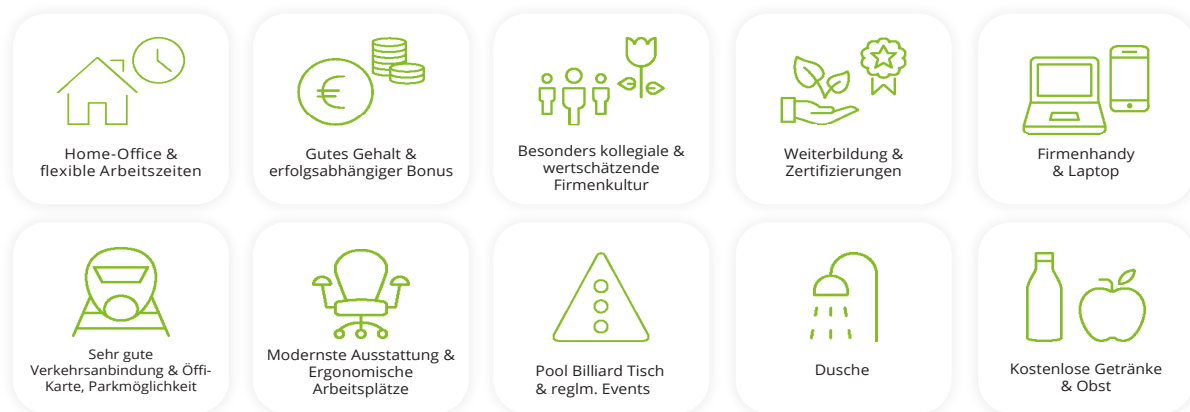 Home-Office &
flexible Arbeitszeiten
Gutes Gehalt &
erfolgsabhängiger Bonus
Besonders kollegiale &
wertschätzende
Firmenkultur
Weiterbildung &
Zertifizierungen
Firmenhandy
& Laptop
Sehr gute
Verkehrsanbindung & Öffi-
Karte, Parkmöglichkeit
Modernste Ausstattung &
Ergonomische
Arbeitsplätze
Pool Billiard Tisch
& reglm. Events
Dusche
Kostenlose Getränke
& Obst